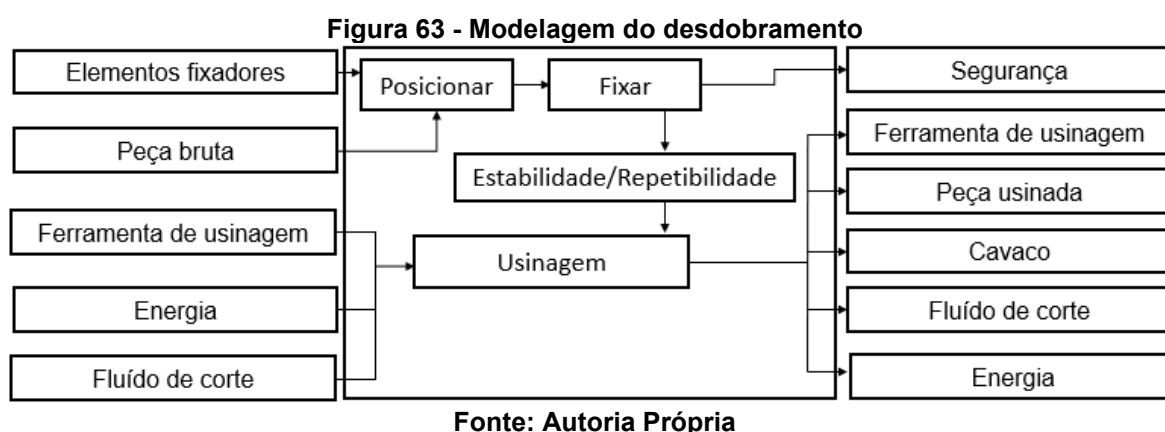 Figura 63 - Modelagem do desdobramento
Elementos fixadores
Peça bruta
Ferramenta de usinagem
Energia
Fluído de corte
Posicionar
Fixar
Estabilidade/Repetibilidade
Usinagem
Segurança
Ferramenta de usinagem
Peça usinada
Cavaco
Fluído de corte
Energia
Fonte: Autoria Própria